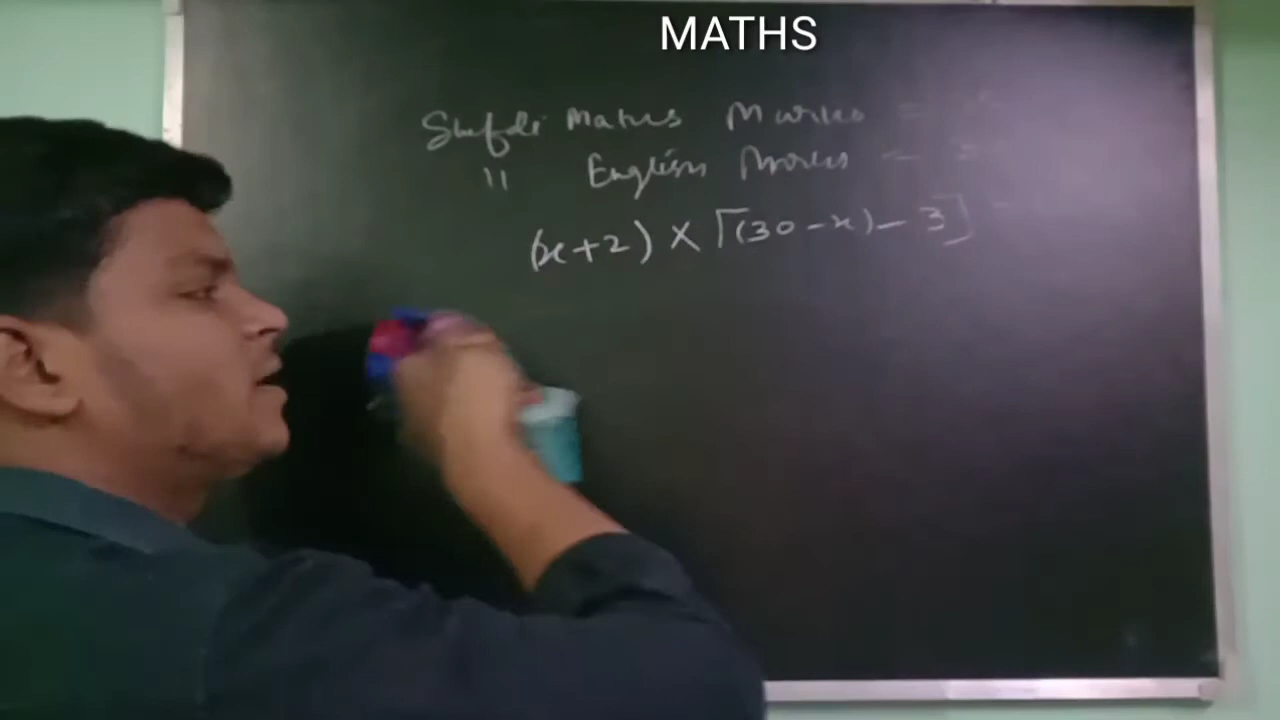 MATHS
Shefali Maths Marks =
" English Marks =
(x+2) × [(30-x) - 3]